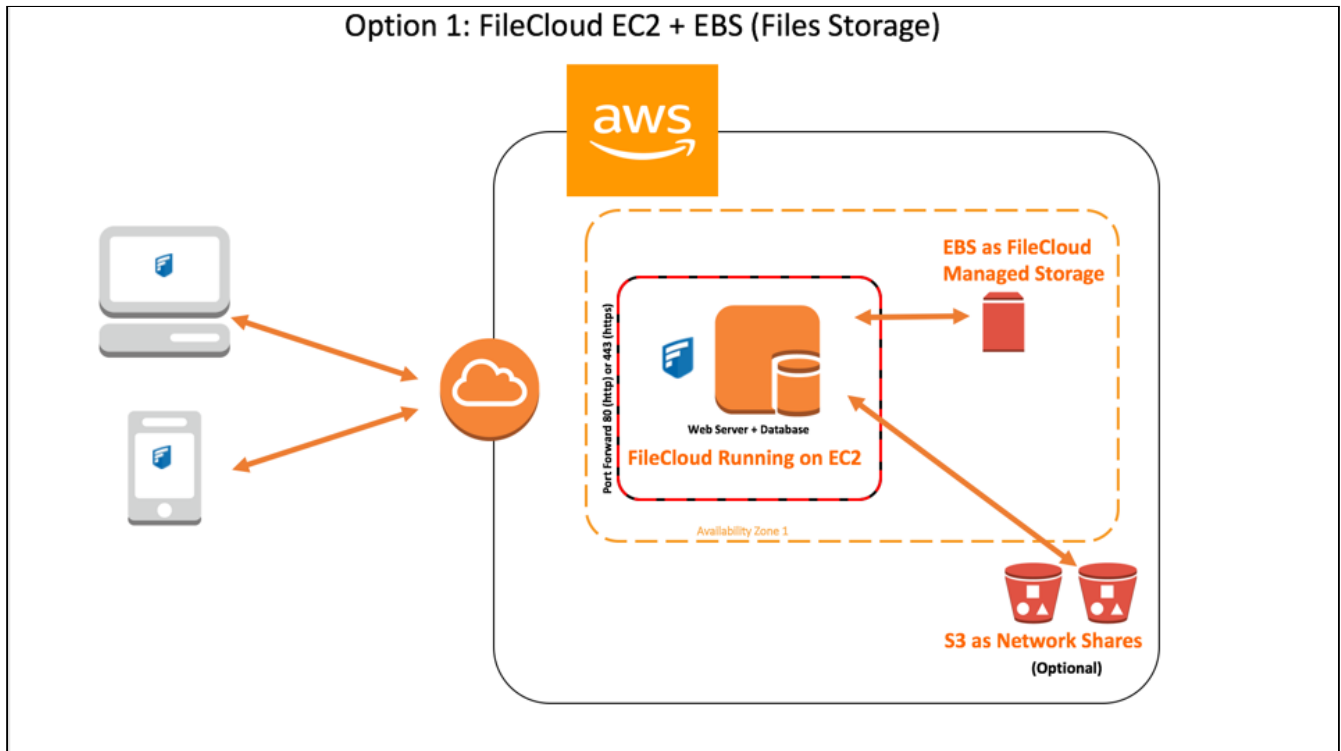 Option 1: FileCloud EC2 + EBS (Files Storage)
aws
EBS as FileCloud
Managed Storage
Port Forward 80 (http) or 443 (https)
Web Server + Database
FileCloud Running on EC2
Availability Zone 1
S3 as Network Shares
(Optional)